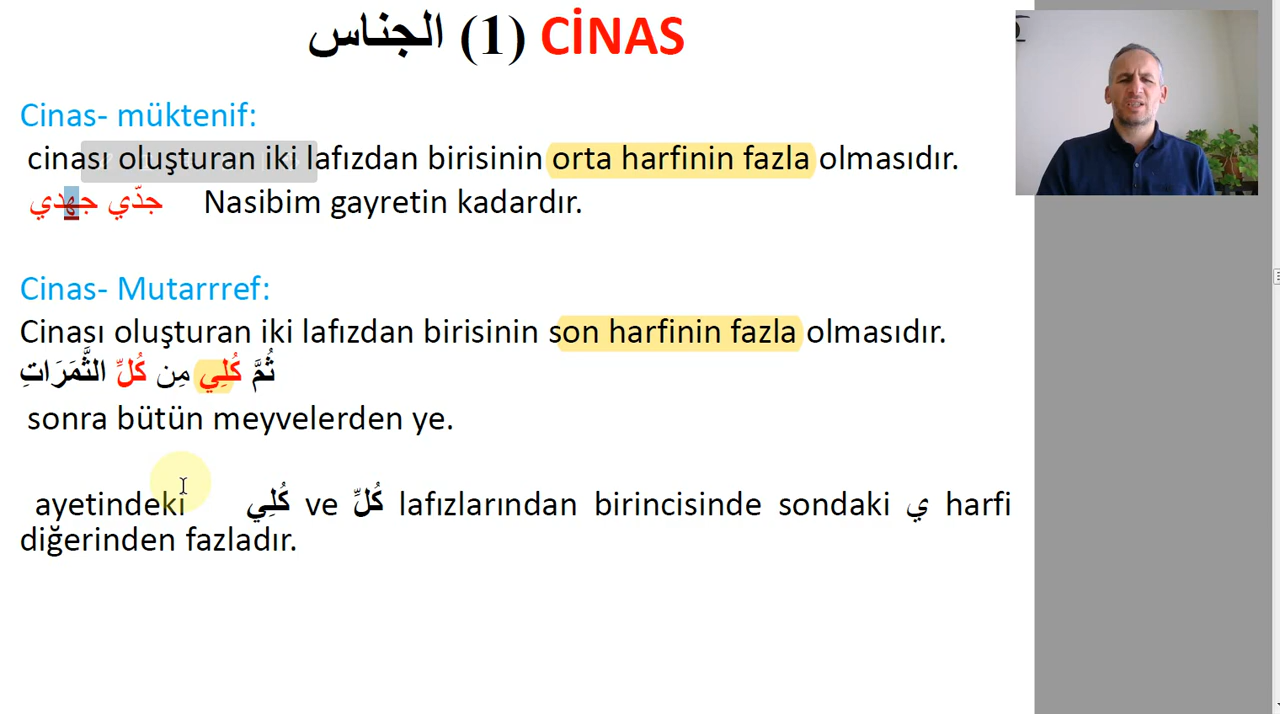 الجناس (1) CİNAS
Cinas- müktenif:
cinası oluşturan iki lafızdan birisinin orta harfinin fazla olmasıdır.
جدّي جهدي Nasibim gayretin kadardır.
Cinas- Mutarrref:
Cinası oluşturan iki lafızdan birisinin son harfinin fazla olmasıdır.
ثُمَّ كُلِي مِن كُلِّ الثَّمَرَاتِ
sonra bütün meyvelerden ye.
ayetindeki كُلِي ve كُلِّ lafızlarından birincisinde sondaki ي harfi
diğerinden fazladır.